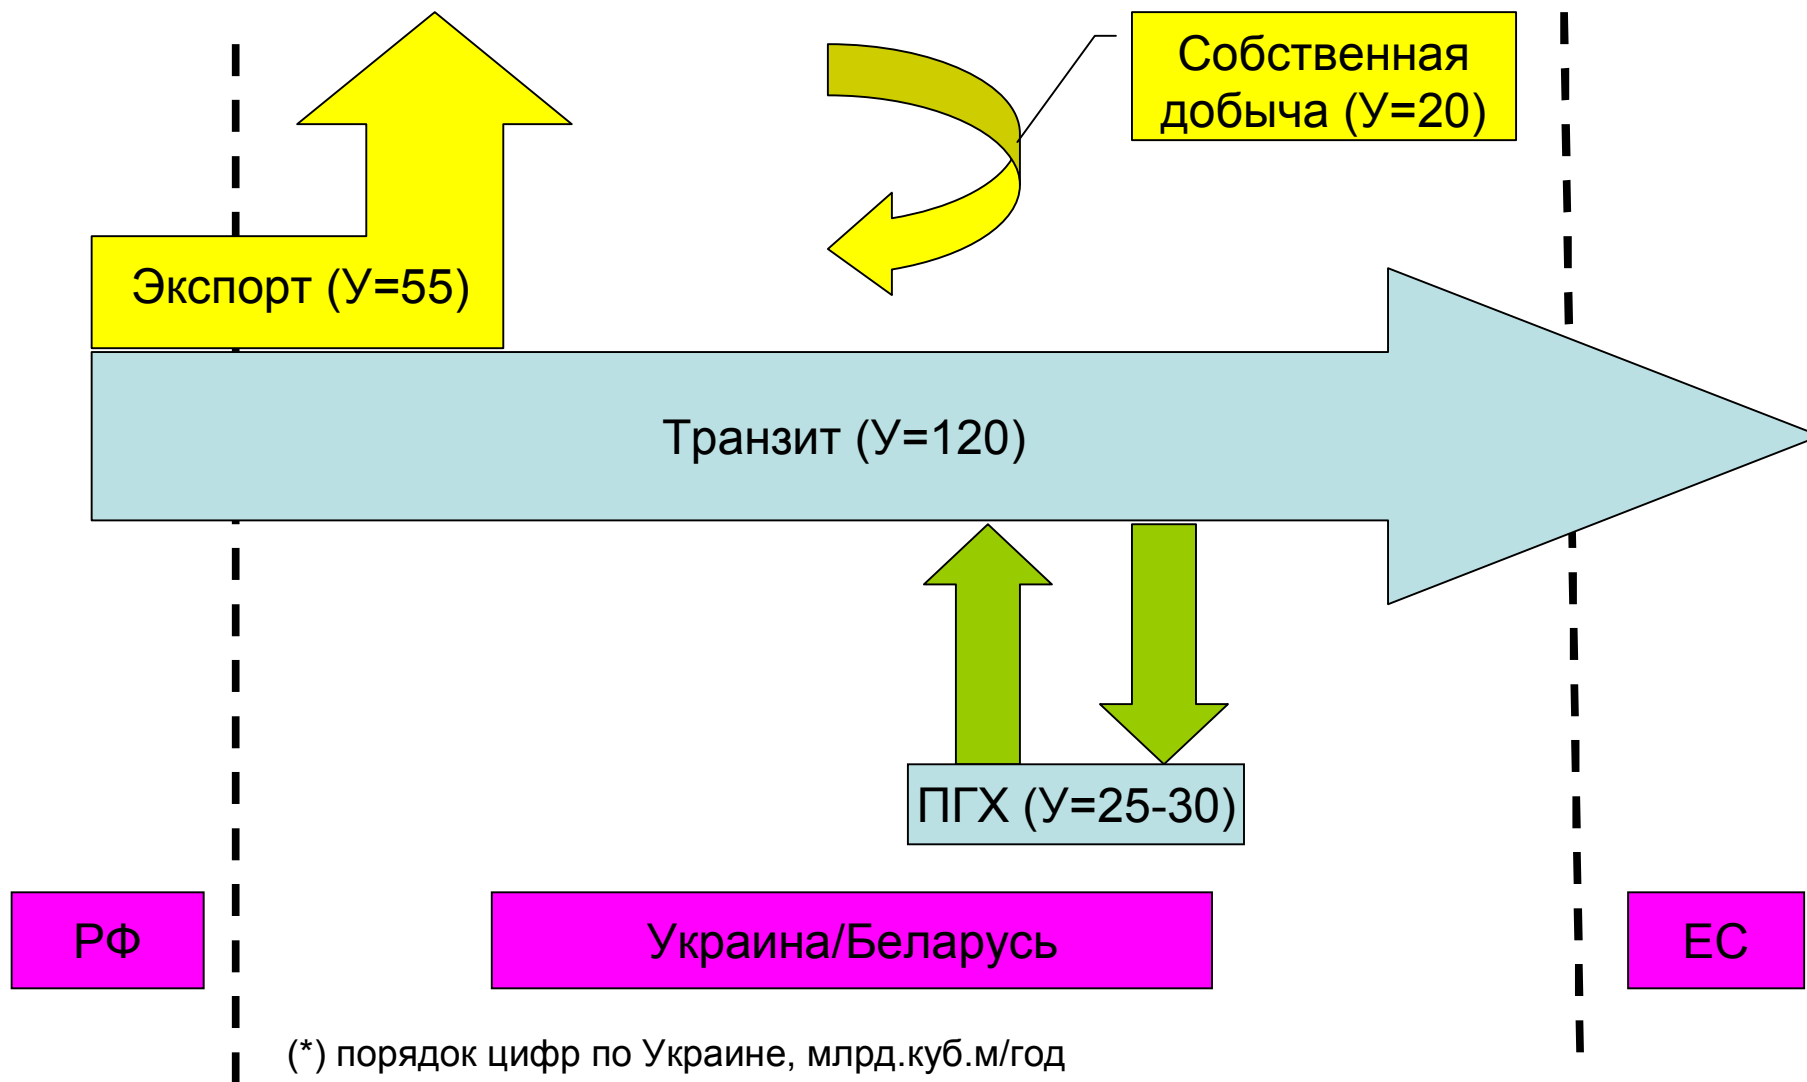 Собственная
добыча (У=20)
Экспорт (У=55)
Транзит (У=120)
ПГХ (У=25-30)
РФ
Украина/Беларусь
ЕС
(*) порядок цифр по Украине, млрд.куб.м/год